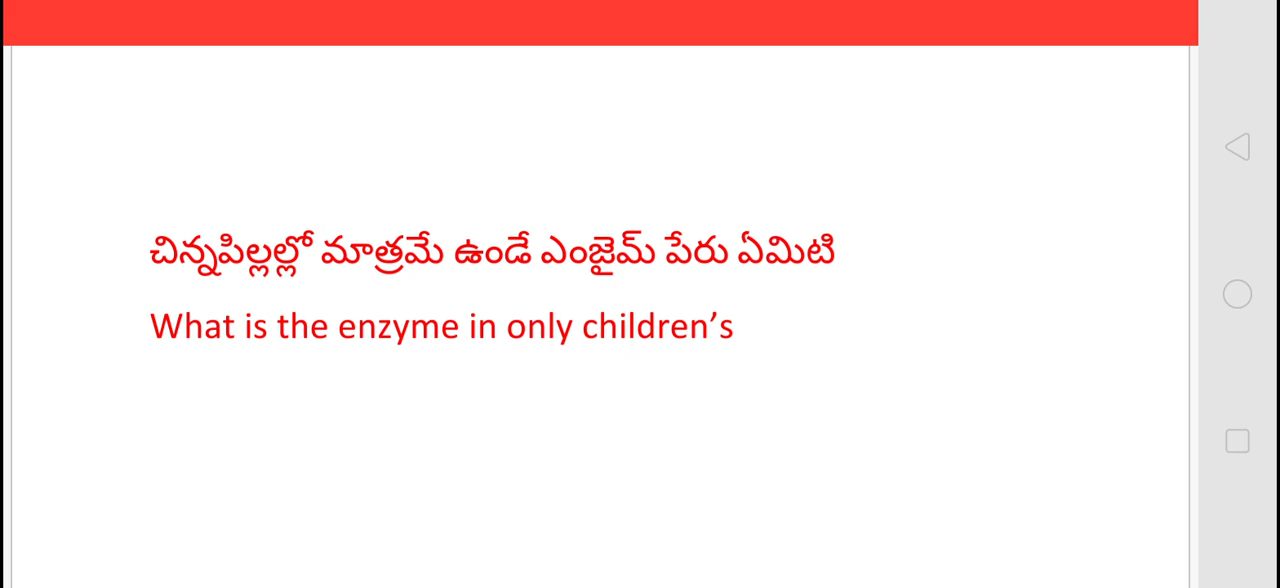 చిన్నపిల్లల్లో మాత్రమే ఉండే ఎంజైమ్ పేరు ఏమిటి
What is the enzyme in only children’s